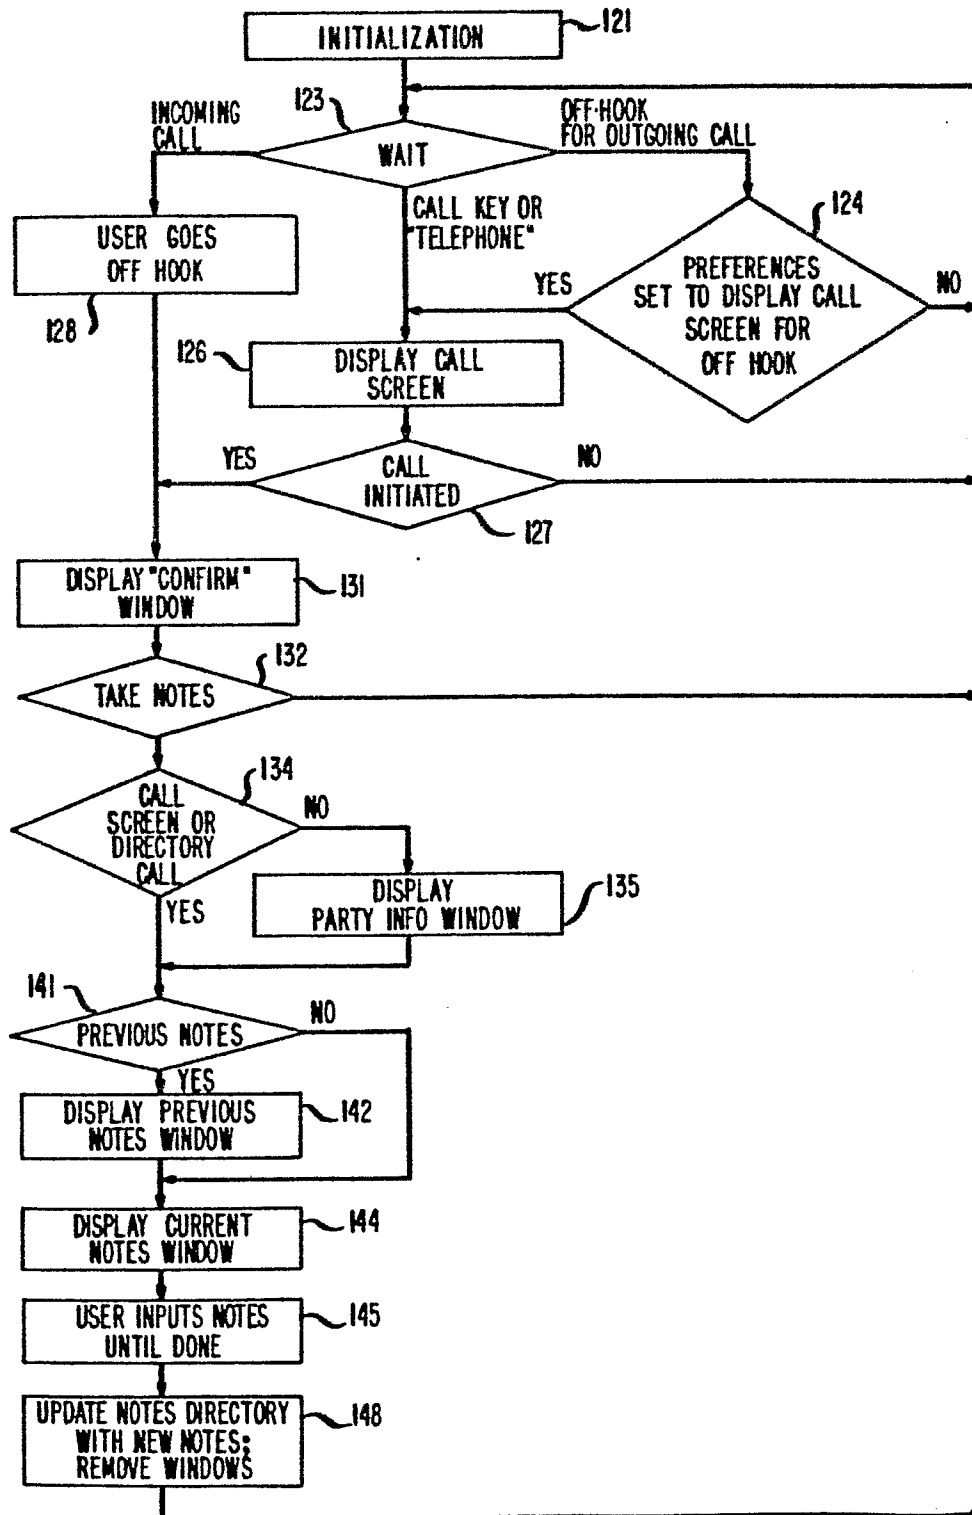 INITIALIZATION
121
123
INCOMING
CALL
WAIT
OFF-HOOK
FOR OUTGOING CALL
CALL KEY OR
"TELEPHONE"
124
PREFERENCES
SET TO DISPLAY CALL
SCREEN FOR
OFF HOOK
YES
NO
USER GOES
OFF HOOK
128
126
DISPLAY CALL
SCREEN
YES
CALL
INITIATED
NO
127
DISPLAY "CONFIRM"
WINDOW
131
TAKE NOTES
132
CALL
SCREEN OR
DIRECTORY
CALL
134
NO
YES
DISPLAY
PARTY INFO WINDOW
135
141
PREVIOUS NOTES
NO
YES
DISPLAY PREVIOUS
NOTES WINDOW
142
DISPLAY CURRENT
NOTES WINDOW
144
USER INPUTS NOTES
UNTIL DONE
145
UPDATE NOTES DIRECTORY
WITH NEW NOTES;
REMOVE WINDOWS
148